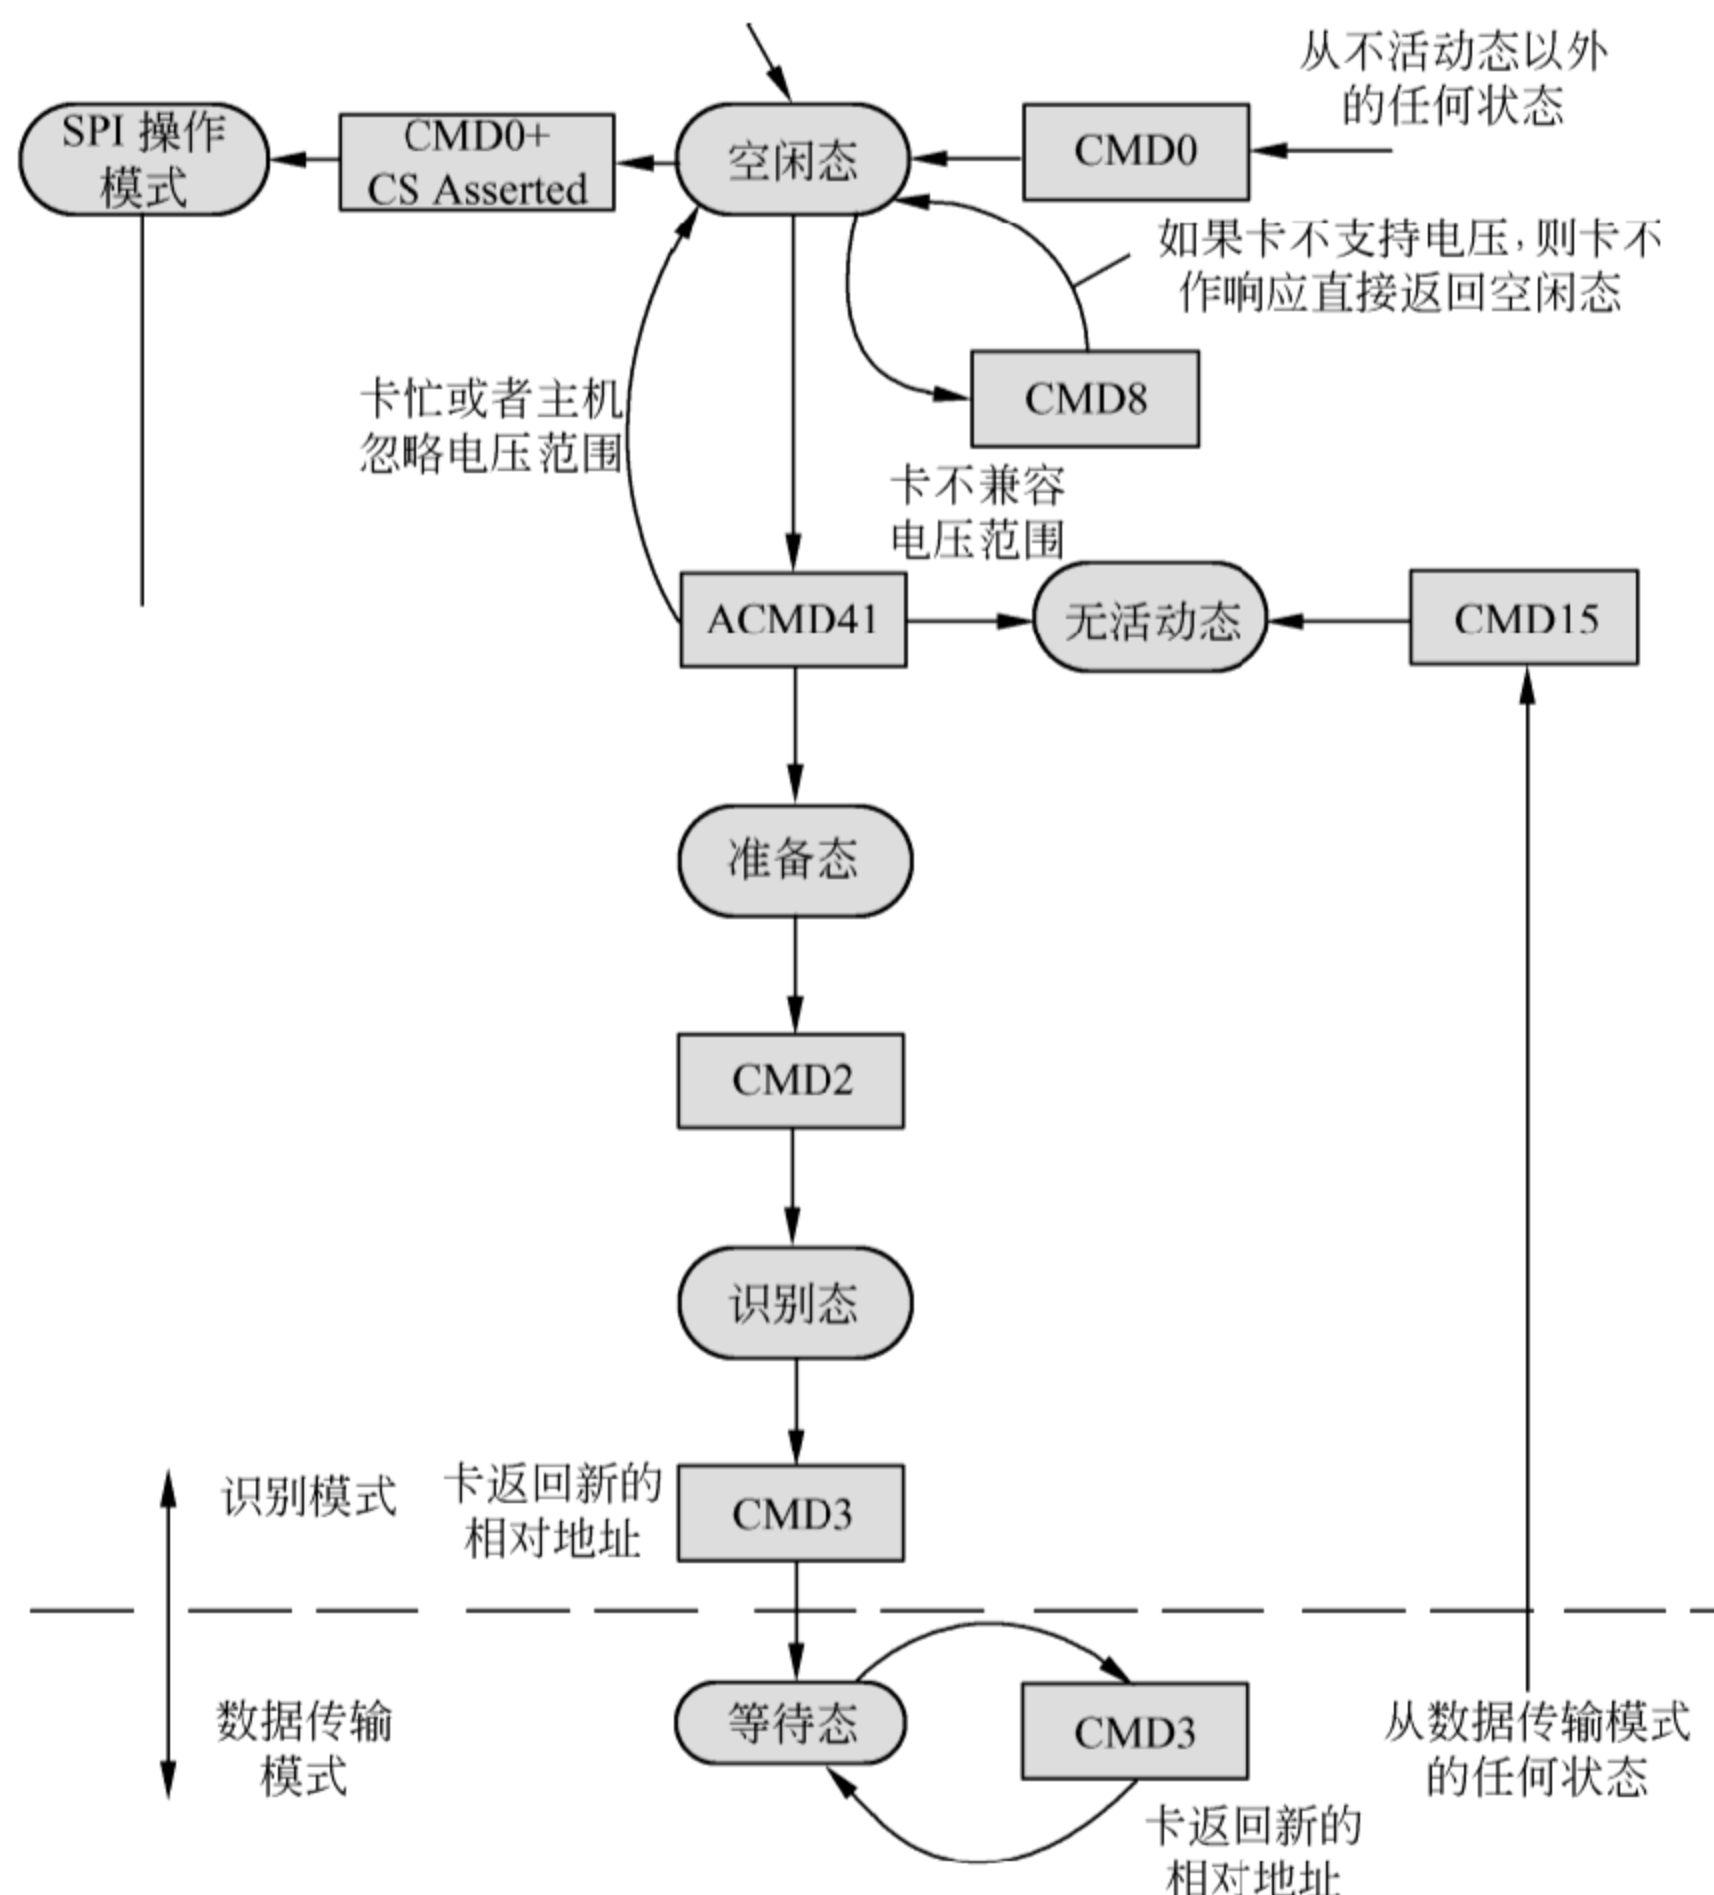 从不活动态以外
的任何状态
SPI 操作
模式
CMD0+
CS Asserted
空闲态
CMD0
如果卡不支持电压,则卡不
作响应直接返回空闲态
卡忙或者主机
忽略电压范围
CMD8
卡不兼容
电压范围
ACMD41
无活动态
CMD15
准备态
CMD2
识别态
识别模式
卡返回新的
相对地址
CMD3
数据传输
模式
等待态
CMD3
从数据传输模式
的任何状态
卡返回新的
相对地址